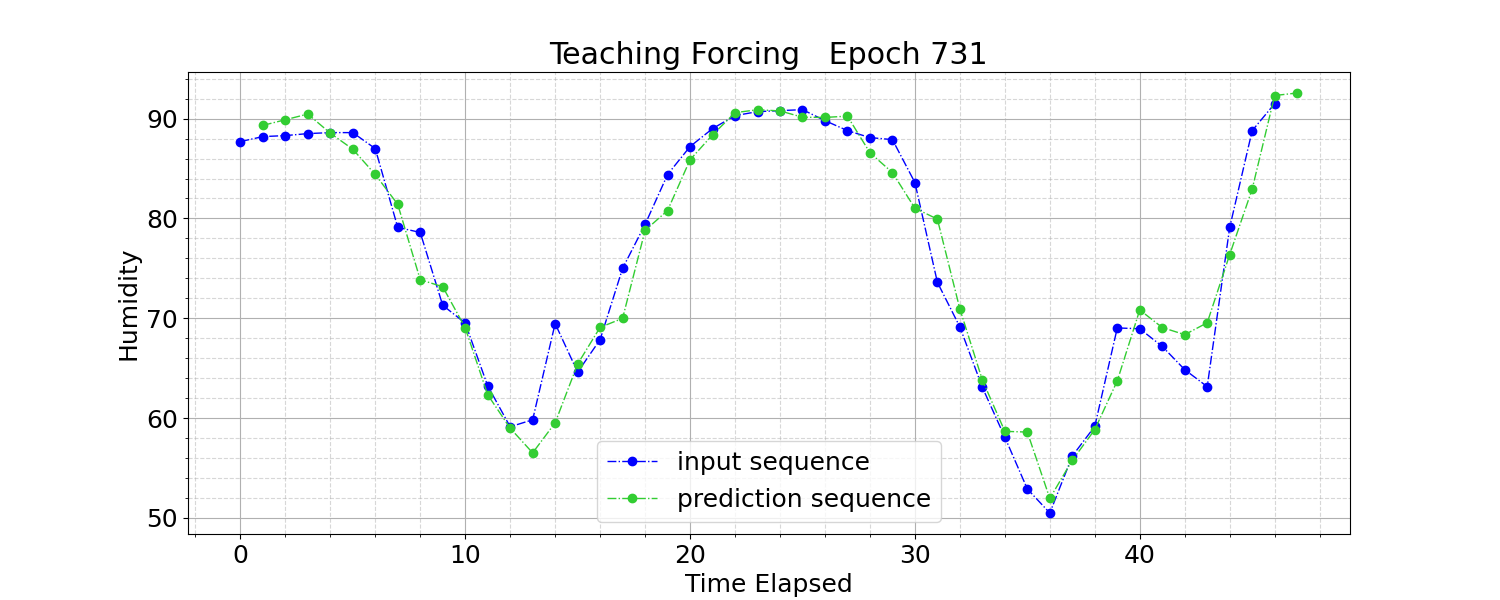 Teaching Forcing   Epoch 731
90
80
70
60
50
Humidity
input sequence
prediction sequence
0 10 20 30 40
Time Elapsed